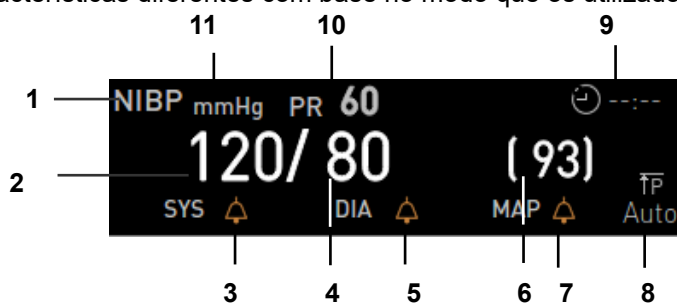 acterísticas diferentes com base no modo que os utilizado
11 10 9
1 NIBP mmHg PR 60 --:--
2 120/ 80 (93)
TP
SYS DIA MAP Auto
3 4 5 6 7 8